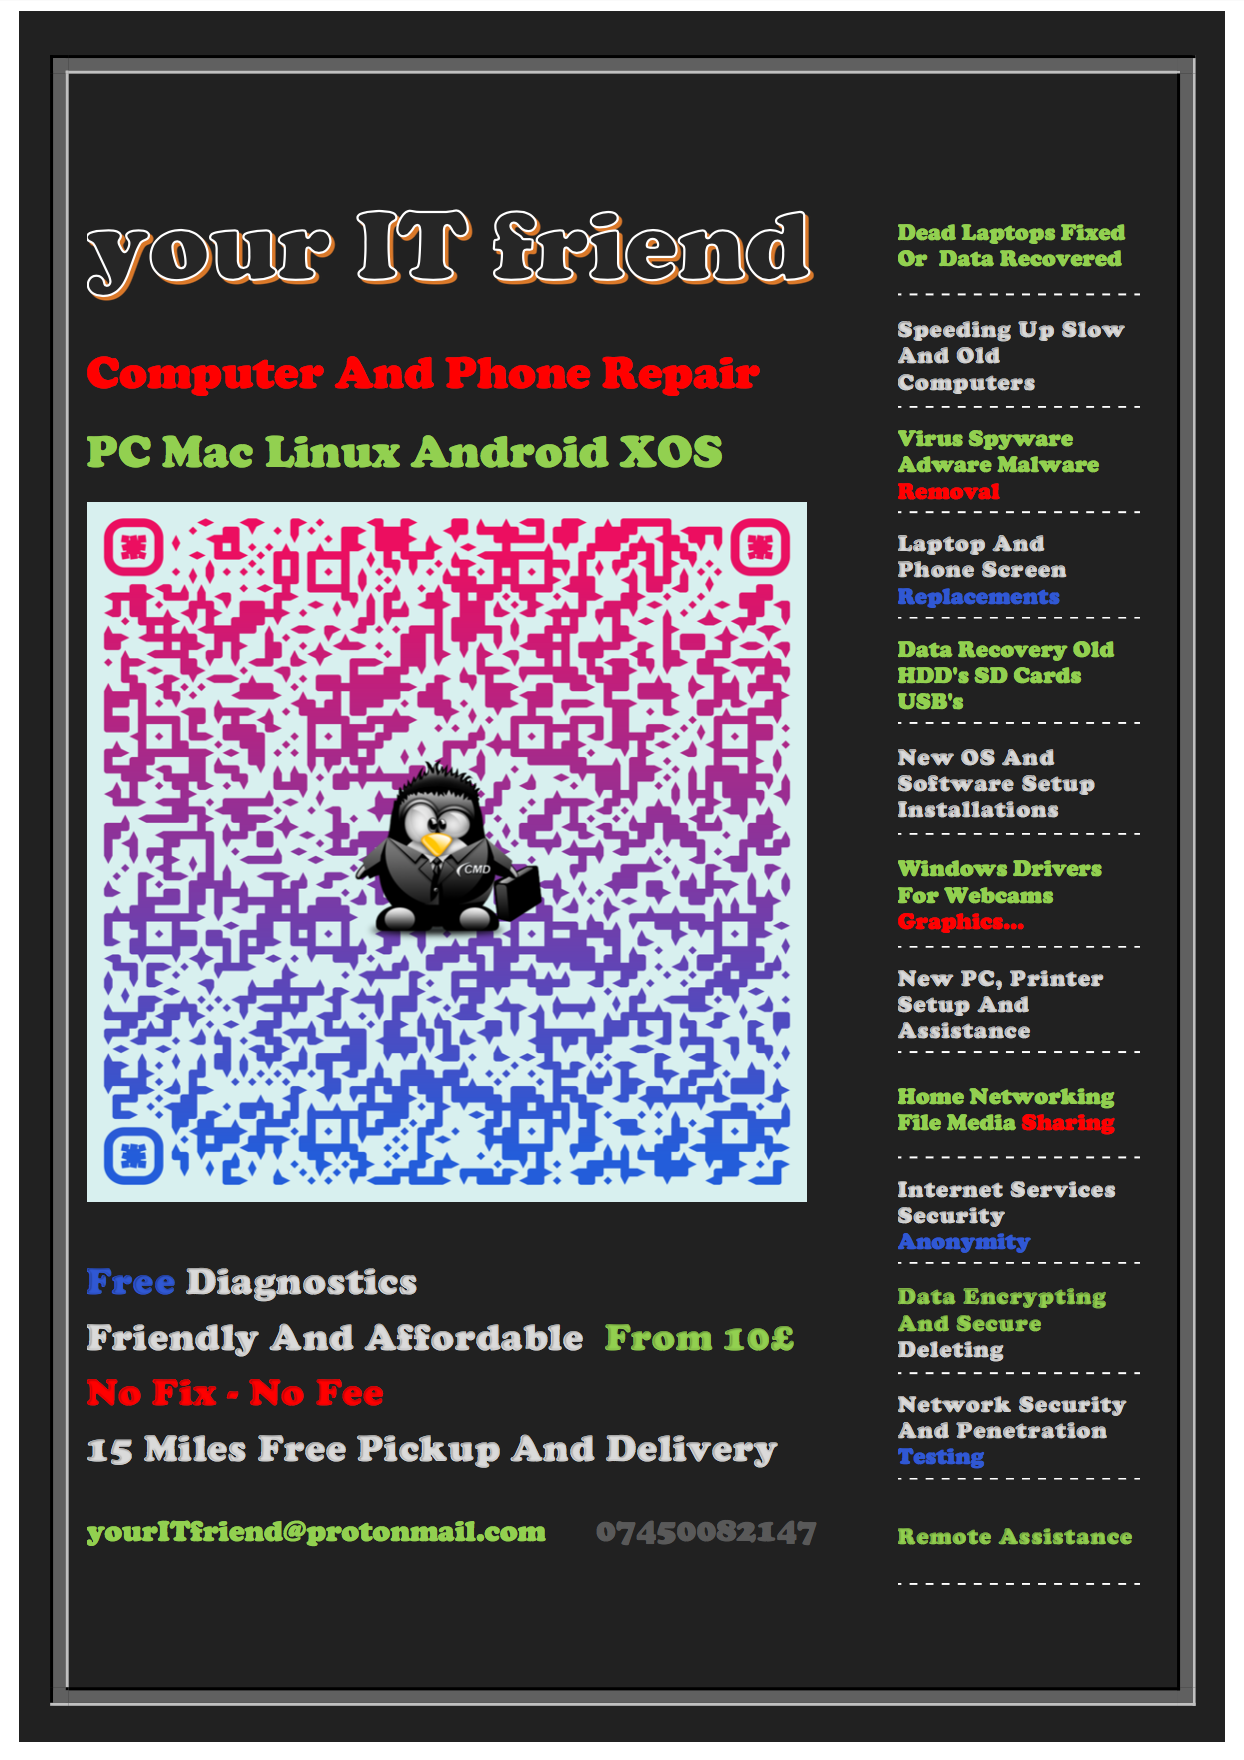 your IT friend
Computer And Phone Repair
PC Mac Linux Android XOS
CMD
Free Diagnostics
Friendly And Affordable From 10£
No Fix - No Fee
15 Miles Free Pickup And Delivery
yourITfriend@protonmail.com 07450082147
Dead Laptops Fixed
Or Data Recovered
Speeding Up Slow
And Old
Computers
Virus Spyware
Adware Malware
Removal
Laptop And
Phone Screen
Replacements
Data Recovery Old
HDD's SD Cards
USB's
New OS And
Software Setup
Installations
Windows Drivers
For Webcams
Graphics...
New PC, Printer
Setup And
Assistance
Home Networking
File Media Sharing
Internet Services
Security
Anonymity
Data Encrypting
And Secure
Deleting
Network Security
And Penetration
Testing
Remote Assistance